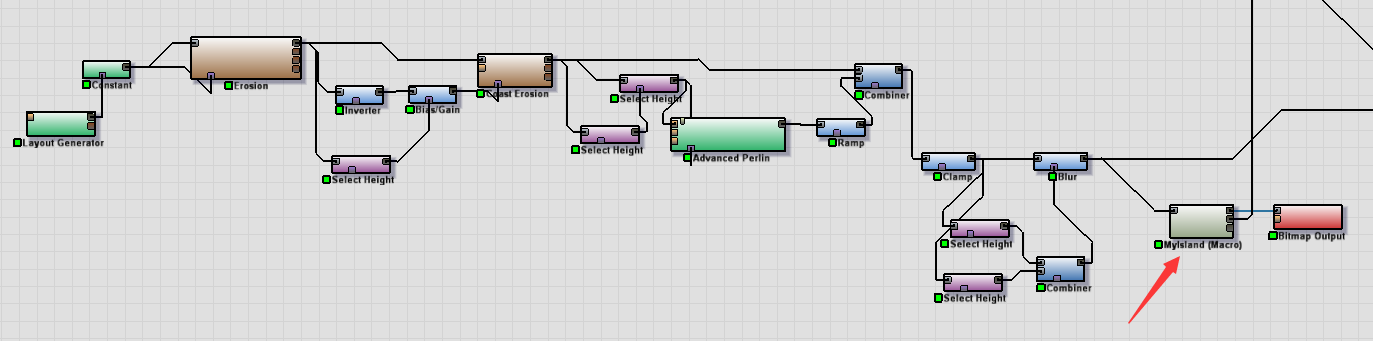 Constant
Layout Generator
Erosion
Inverter
Bias/Gain
Select Height
Coast Erosion
Select Height
Select Height
Advanced Perlin
Combiner
Ramp
Clamp
Blur
Select Height
Select Height
Combiner
MyIsland (Macro)
Bitmap Output